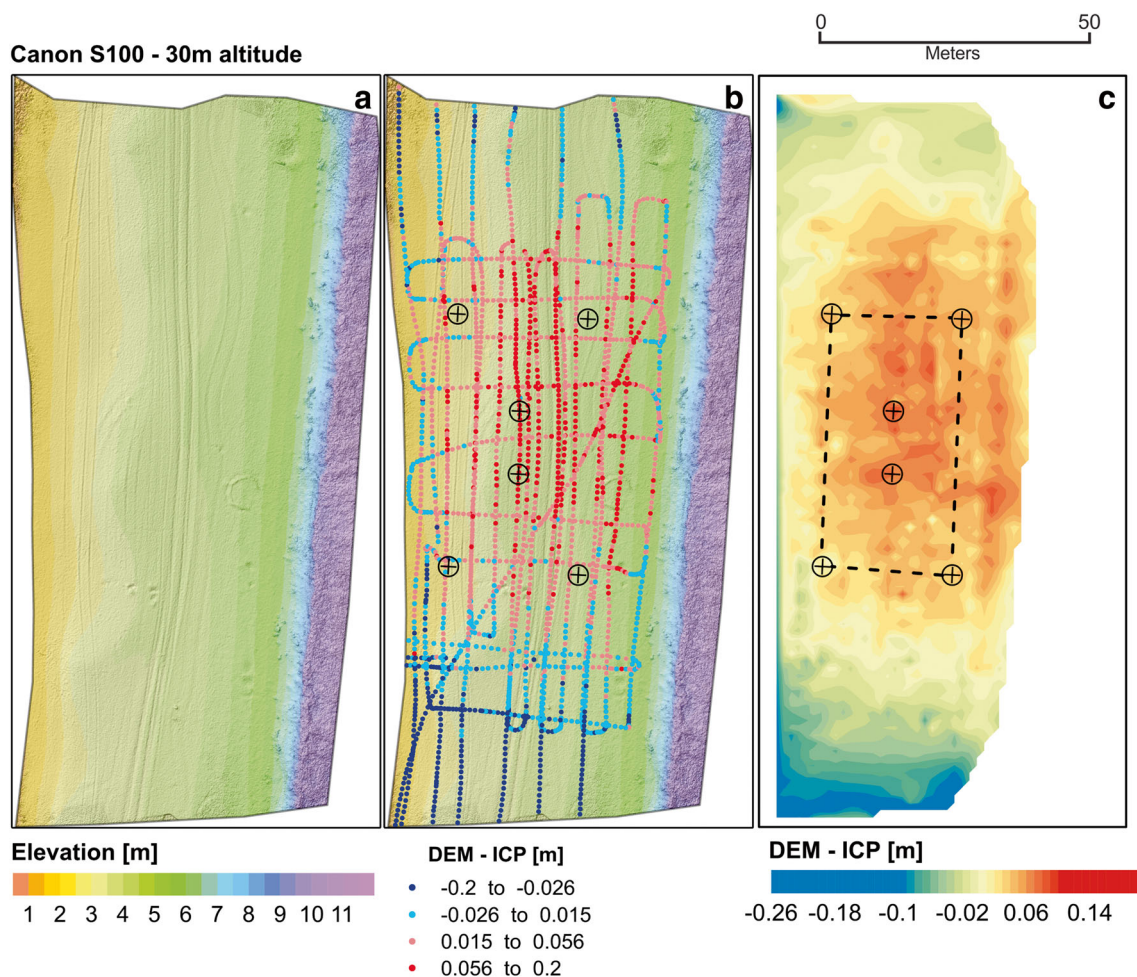 0 50
Meters
Canon S100 - 30m altitude
a b c
Elevation [m]
1 2 3 4 5 6 7 8 9 10 11
DEM - ICP [m]
-0.2 to -0.026
-0.026 to 0.015
0.015 to 0.056
0.056 to 0.2
DEM - ICP [m]
-0.26 -0.18 -0.1 -0.02 0.06 0.14